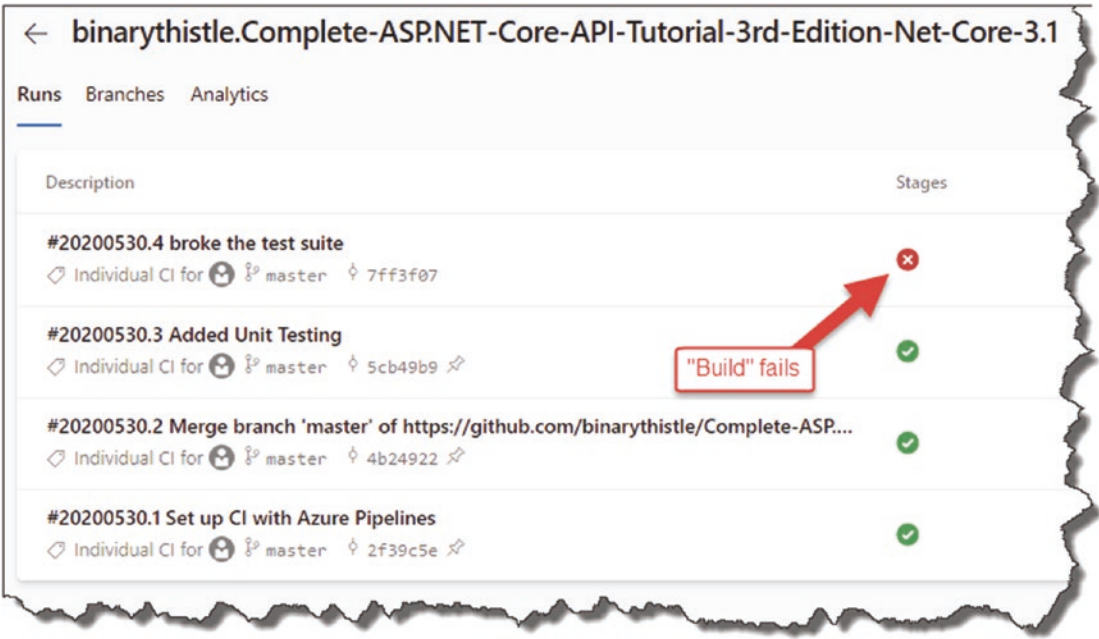 binarythistle.Complete-ASP.NET-Core-API-Tutorial-3rd-Edition-Net-Core-3.1
Runs Branches Analytics
Description Stages
#20200530.4 broke the test suite
Individual CI for master 7ff3f07
#20200530.3 Added Unit Testing
Individual CI for master 5cb49b9
"Build" fails
#20200530.2 Merge branch 'master' of https://github.com/binarythistle/Complete-ASP....
Individual CI for master 4b24922
#20200530.1 Set up CI with Azure Pipelines
Individual CI for master 2f39c5e